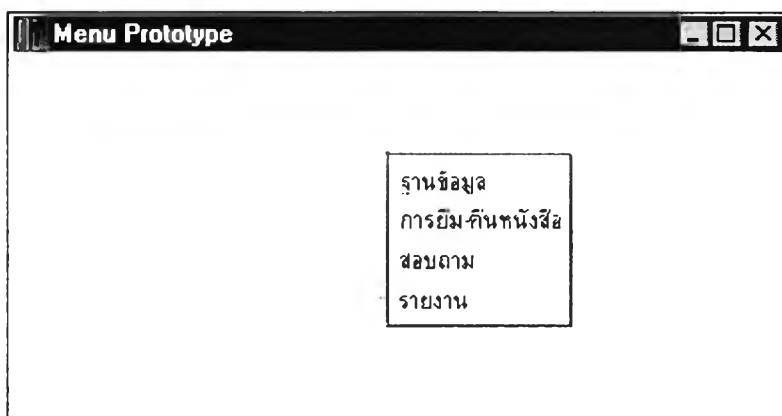 Menu Prototype
ฐานข้อมูล
การยืม-คืนหนังสือ
สอบถาม
รายงาน